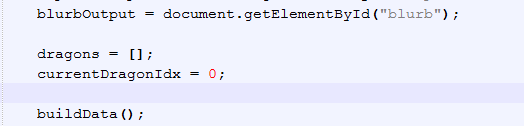 blurbOutput = document.getElementById("blurb");
dragons = [];
currentDragonIdx = 0;
buildData();